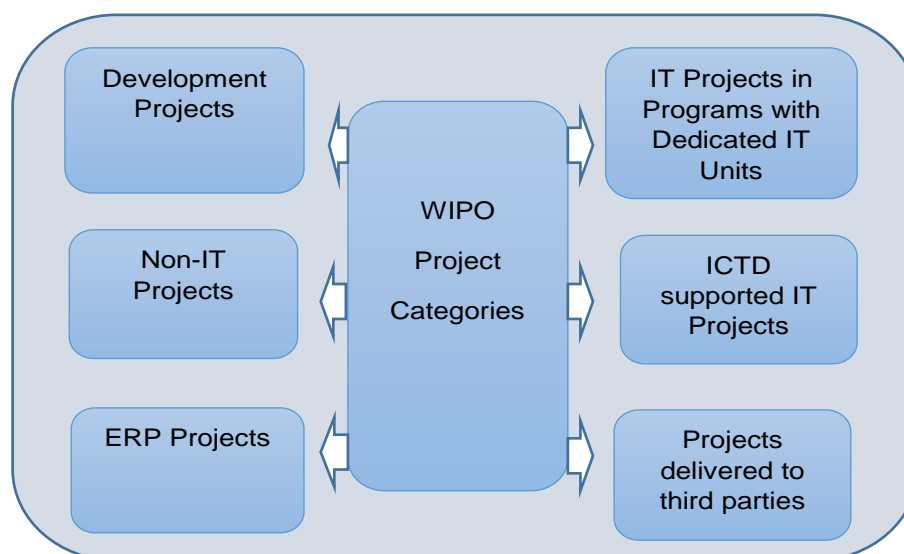 Development
Projects
Non-IT
Projects
ERP Projects
WIPO
Project
Categories
IT Projects in
Programs with
Dedicated IT
Units
ICTD
supported IT
Projects
Projects
delivered to
third parties